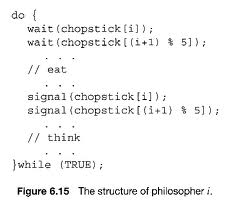 do {
wait(chopstick[i]);
wait(chopstick[(i+1) % 5]);
. . .
// eat
. . .
signal(chopstick[i]);
signal(chopstick[(i+1) % 5]);
. . .
// think
. . .
}while (TRUE);
Figure 6.15 The structure of philosopher i.